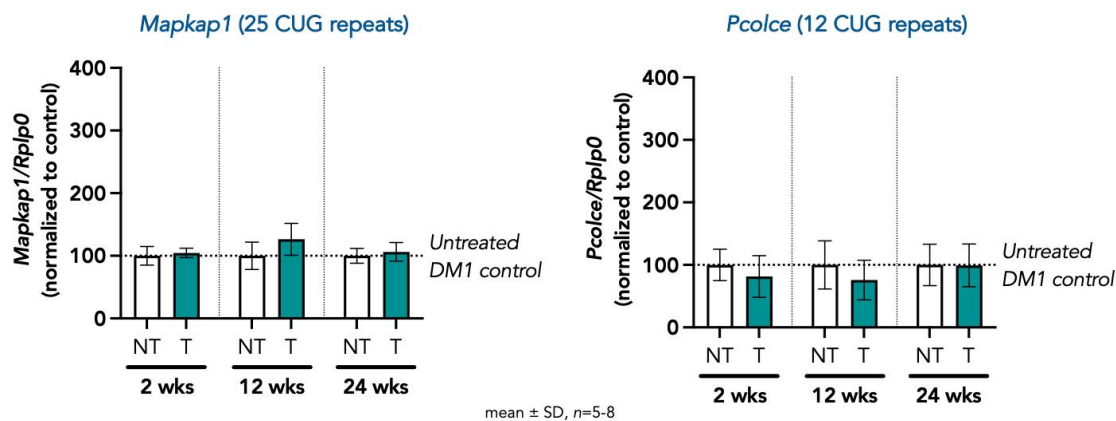 Mapkap1 (25 CUG repeats)
Mapkap1/Rplp0
(normalized to control)
400
300
200
100
0
Untreated
DM1 control
NT T NT T NT T
2 wks 12 wks 24 wks
Pcolce (12 CUG repeats)
Pcolce/Rplp0
(normalized to control)
400
300
200
100
0
Untreated
DM1 control
NT T NT T NT T
2 wks 12 wks 24 wks
mean ± SD, n=5-8